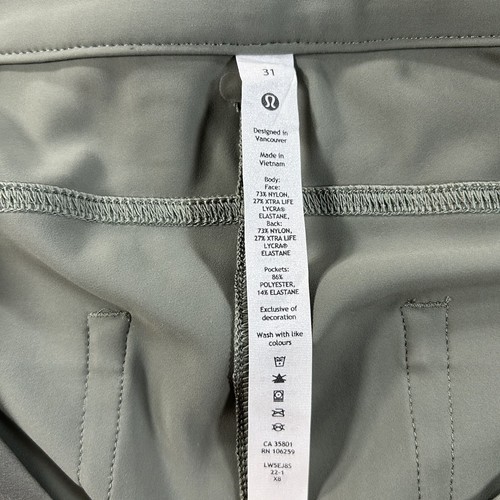 31
Designed in
Vancouver
Made in
Vietnam
Body:
Face:
73% NYLON,
27% XTRA LIFE
LYCRA®
ELASTANE,
Back:
73% NYLON,
27% XTRA LIFE
LYCRA®
ELASTANE
Pockets:
86%
POLYESTER,
14% ELASTANE
Exclusive of
decoration
Wash with like
colours
CA 35801
RN 106259
LW5EJ8S
22-1
X8